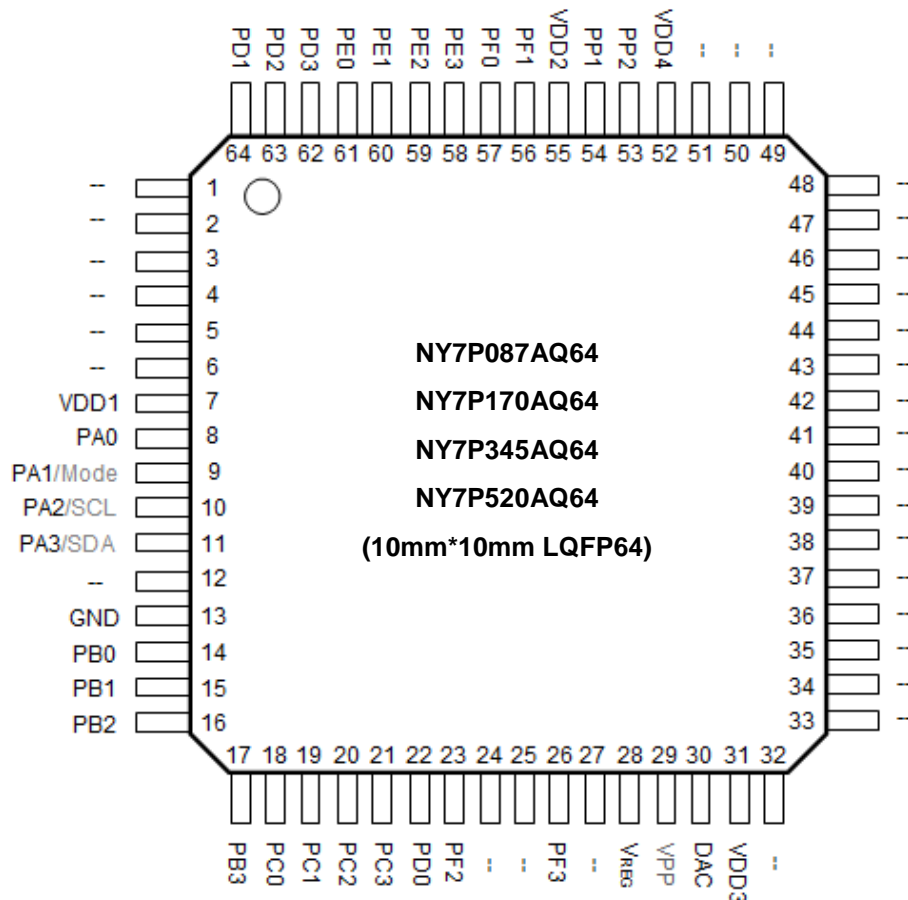 PD1 PD2 PD3 PE0 PE1 PE2 PE3 PF0 PF1 VDD2 PP1 PP2 VDD4 -- -- --
64 63 62 61 60 59 58 57 56 55 54 53 52 51 50 49
-- 1 48 --
-- 2 47 --
-- 3 46 --
-- 4 45 --
-- 5 44 --
-- 6 43 --
VDD1 7 42 --
PA0 8 41 --
PA1/Mode 9 40 --
PA2/SCL 10 39 --
PA3/SDA 11 38 --
-- 12 37 --
GND 13 36 --
PB0 14 35 --
PB1 15 34 --
PB2 16 33 --
NY7P087AQ64
NY7P170AQ64
NY7P345AQ64
NY7P520AQ64
(10mm*10mm LQFP64)
17 18 19 20 21 22 23 24 25 26 27 28 29 30 31 32
PB3 PC0 PC1 PC2 PC3 PD0 PF2 -- -- PF3 -- VREG VPP DAC VDD3 --